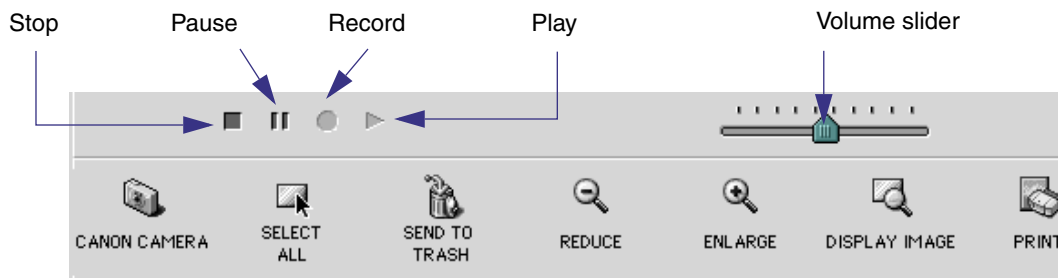 Stop Pause Record Play Volume slider
CANON CAMERA
SELECT
ALL
SEND TO
TRASH
REDUCE
ENLARGE
DISPLAY IMAGE
PRINT